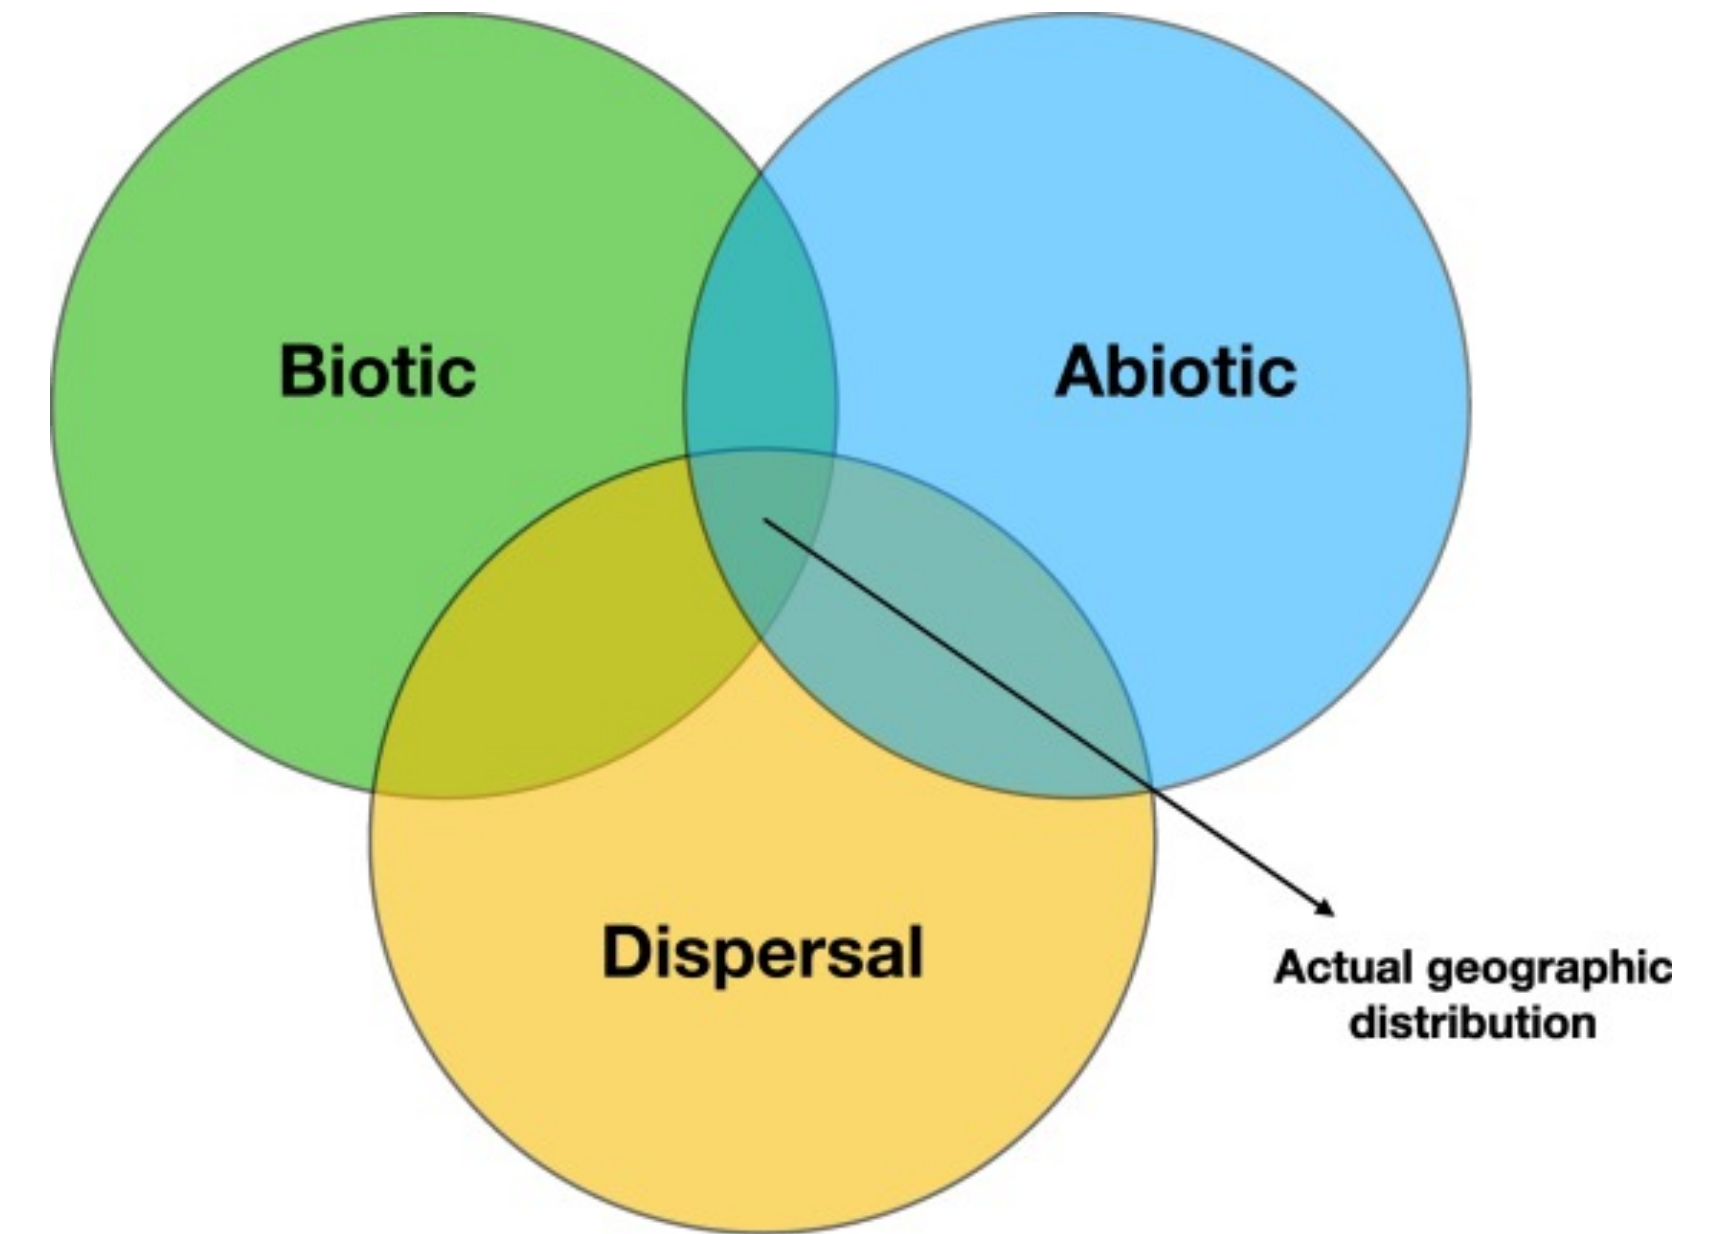 Biotic
Abiotic
Dispersal
Actual geographic
distribution